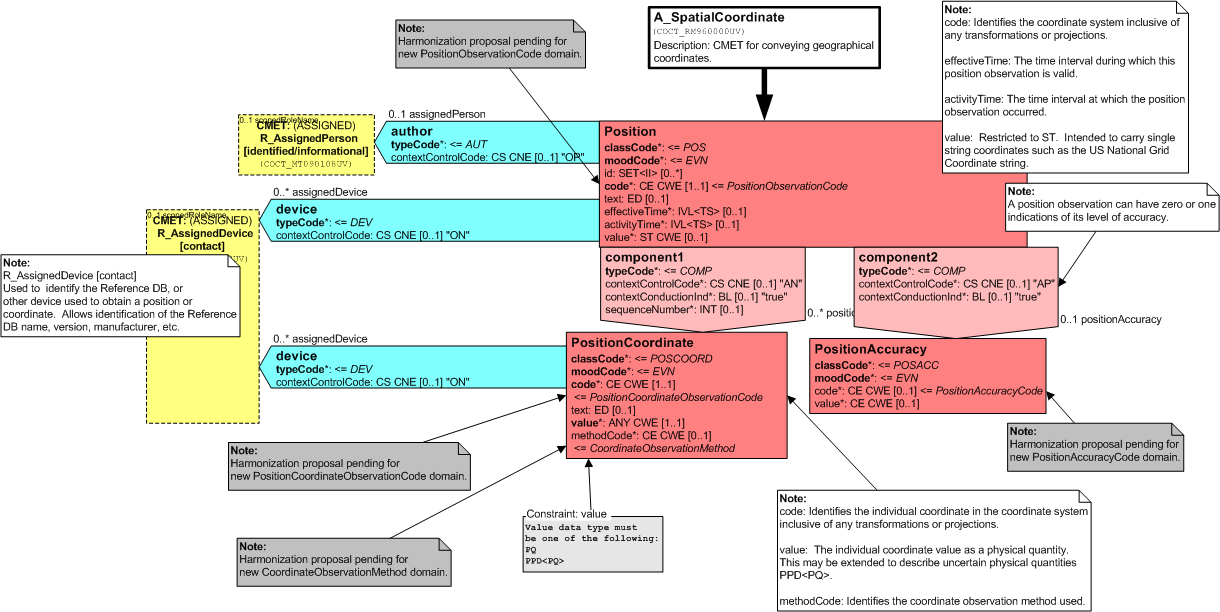 Note:
Harmonization proposal pending for
new PositionObservationCode domain.
A_SpatialCoordinate
(COCT_RM960000UV)
Description: CMET for conveying geographical
coordinates.
Note:
code: Identifies the coordinate system inclusive of
any transformations or projections.
effectiveTime: The time interval during which this
position observation is valid.
activityTime: The time interval at which the position
observation occurred.
value:  Restricted to ST.  Intended to carry single
string coordinates such as the US National Grid
Coordinate string.
0..1 scopedRoleName
CMET: (ASSIGNED)
R_AssignedPerson
[identified/informational]
(COCT_MT090108UV)
0..1 assignedPerson
author
typeCode*: <= AUT
contextControlCode: CS CNE [0..1] "OP"
Position
classCode*: <= POS
moodCode*: <= EVN
id: SET<II> [0..*]
code*: CE CWE [1..1] <= PositionObservationCode
text: ED [0..1]
effectiveTime*: IVL<TS> [0..1]
activityTime*: IVL<TS> [0..1]
value*: ST CWE [0..1]
0..* assignedDevice
device
typeCode*: <= DEV
contextControlCode: CS CNE [0..1] "ON"
Note:
A position observation can have zero or one
indications of its level of accuracy.
0..1 scopedRoleName
CMET: (ASSIGNED)
R_AssignedDevice
[contact]
UV)
Note:
R_AssignedDevice [contact]
Used to  identify the Reference DB, or
other device used to obtain a position or
coordinate.  Allows identification of the Reference
DB name, version, manufacturer, etc.
component1
typeCode*: <= COMP
contextControlCode*: CS CNE [0..1] "AN"
contextConductionInd*: BL [0..1] "true"
sequenceNumber*: INT [0..1]
0..* positio
component2
typeCode*: <= COMP
contextControlCode*: CS CNE [0..1] "AP"
contextConductionInd*: BL [0..1] "true"
0..1 positionAccuracy
0..* assignedDevice
device
typeCode*: <= DEV
contextControlCode: CS CNE [0..1] "ON"
PositionCoordinate
classCode*: <= POSCOORD
moodCode*: <= EVN
code*: CE CWE [1..1]
<= PositionCoordinateObservationCode
text: ED [0..1]
value*: ANY CWE [1..1]
methodCode*: CE CWE [0..1]
<= CoordinateObservationMethod
PositionAccuracy
classCode*: <= POSACC
moodCode*: <= EVN
code*: CE CWE [0..1] <= PositionAccuracyCode
value*: CE CWE [0..1]
Note:
Harmonization proposal pending for
new PositionAccuracyCode domain.
Note:
Harmonization proposal pending for
new PositionCoordinateObservationCode domain.
Note:
Harmonization proposal pending for
new CoordinateObservationMethod domain.
Constraint: value
Value data type must
be one of the following:
PQ
PPD<PQ>
Note:
code: Identifies the individual coordinate in the coordinate system
inclusive of any transformations or projections.
value:  The individual coordinate value as a physical quantity.
This may be extended to describe uncertain physical quantities
PPD<PQ>.
methodCode: Identifies the coordinate observation method used.